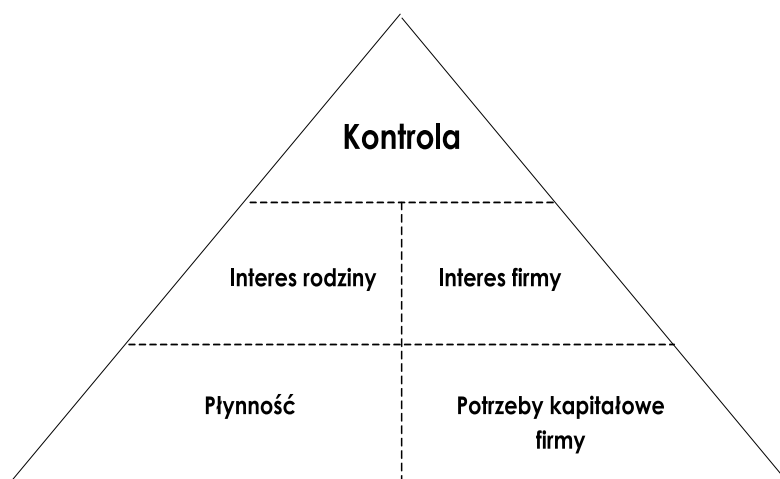 Kontrola
Interes rodziny
Interes firmy
Płynność
Potrzeby kapitałowe
firmy